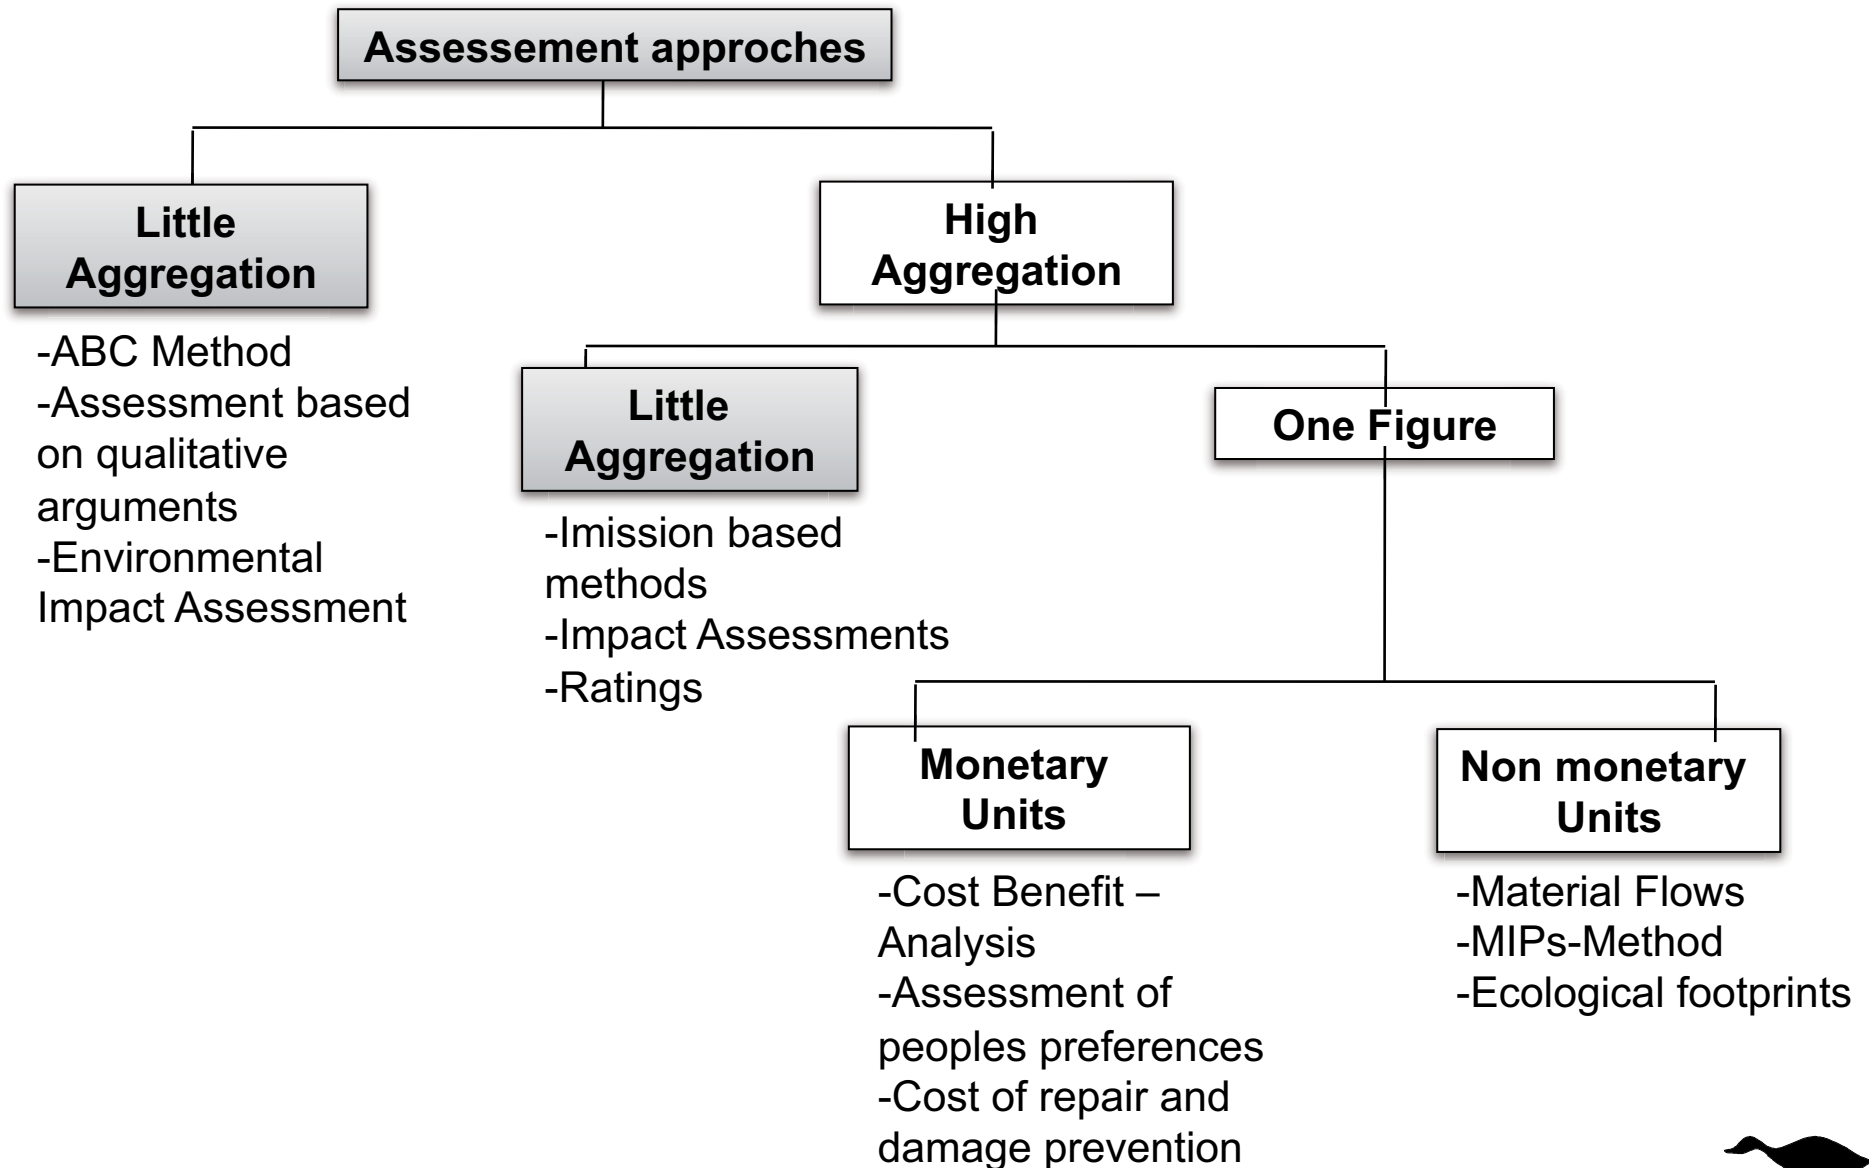 Assessement approches
Little
Aggregation
-ABC Method
-Assessment based
on qualitative
arguments
-Environmental
Impact Assessment
High
Aggregation
Little
Aggregation
-Imission based
methods
-Impact Assessments
-Ratings
One Figure
Monetary
Units
-Cost Benefit –
Analysis
-Assessment of
peoples preferences
-Cost of repair and
damage prevention
Non monetary
Units
-Material Flows
-MIPs-Method
-Ecological footprints